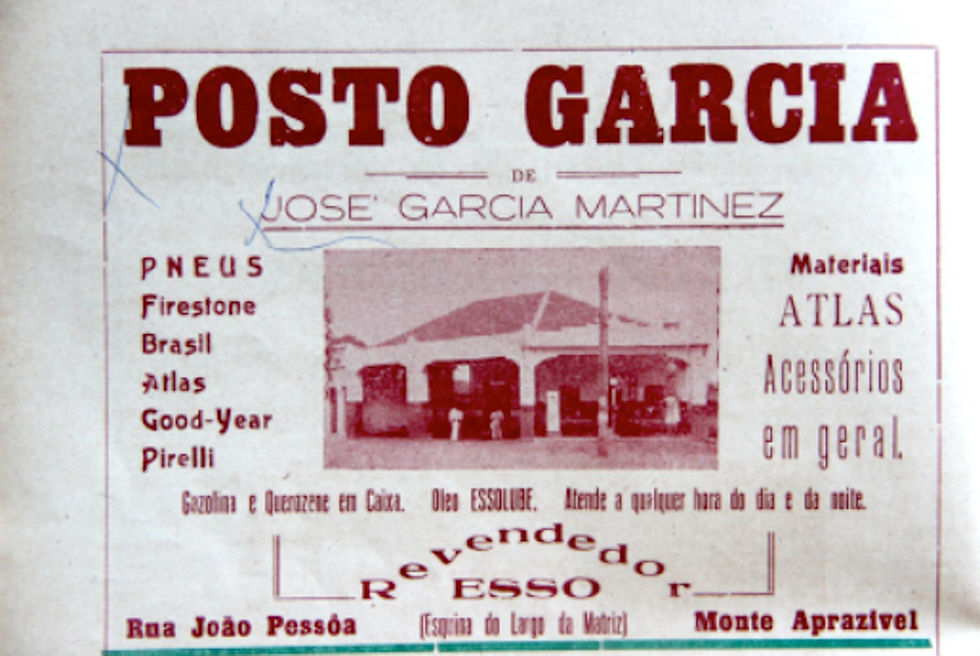 POSTO GARCIA
DE
JOSE' GARCIA MARTINEZ
PNEUS
Firestone
Brasil
Atlas
Good-Year
Pirelli
Materiais
ATLAS
Acessórios
em geral.
Gazolina e Querozene em Caixa. Oleo ESSOLUBE. Atende a qualquer hora do dia e da noite.
Revendedor
ESSO
Rua João Pessôa (Esquina do Largo da Matriz) Monte Aprazivel